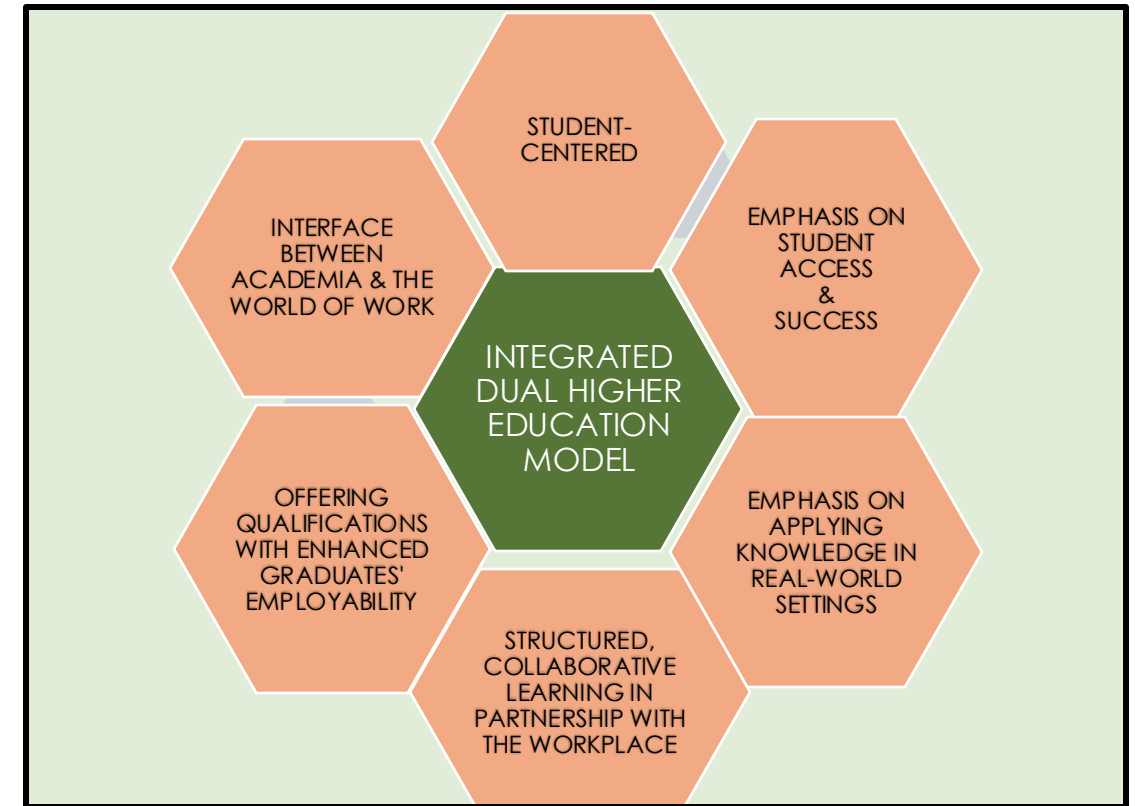 STUDENT-
CENTERED
EMPHASIS ON
STUDENT
ACCESS
&
SUCCESS
EMPHASIS ON
APPLYING
KNOWLEDGE IN
REAL-WORLD
SETTINGS
STRUCTURED,
COLLABORATIVE
LEARNING IN
PARTNERSHIP WITH
THE WORKPLACE
OFFERING
QUALIFICATIONS
WITH ENHANCED
GRADUATES'
EMPLOYABILITY
INTERFACE
BETWEEN
ACADEMIA & THE
WORLD OF WORK
INTEGRATED
DUAL HIGHER
EDUCATION
MODEL